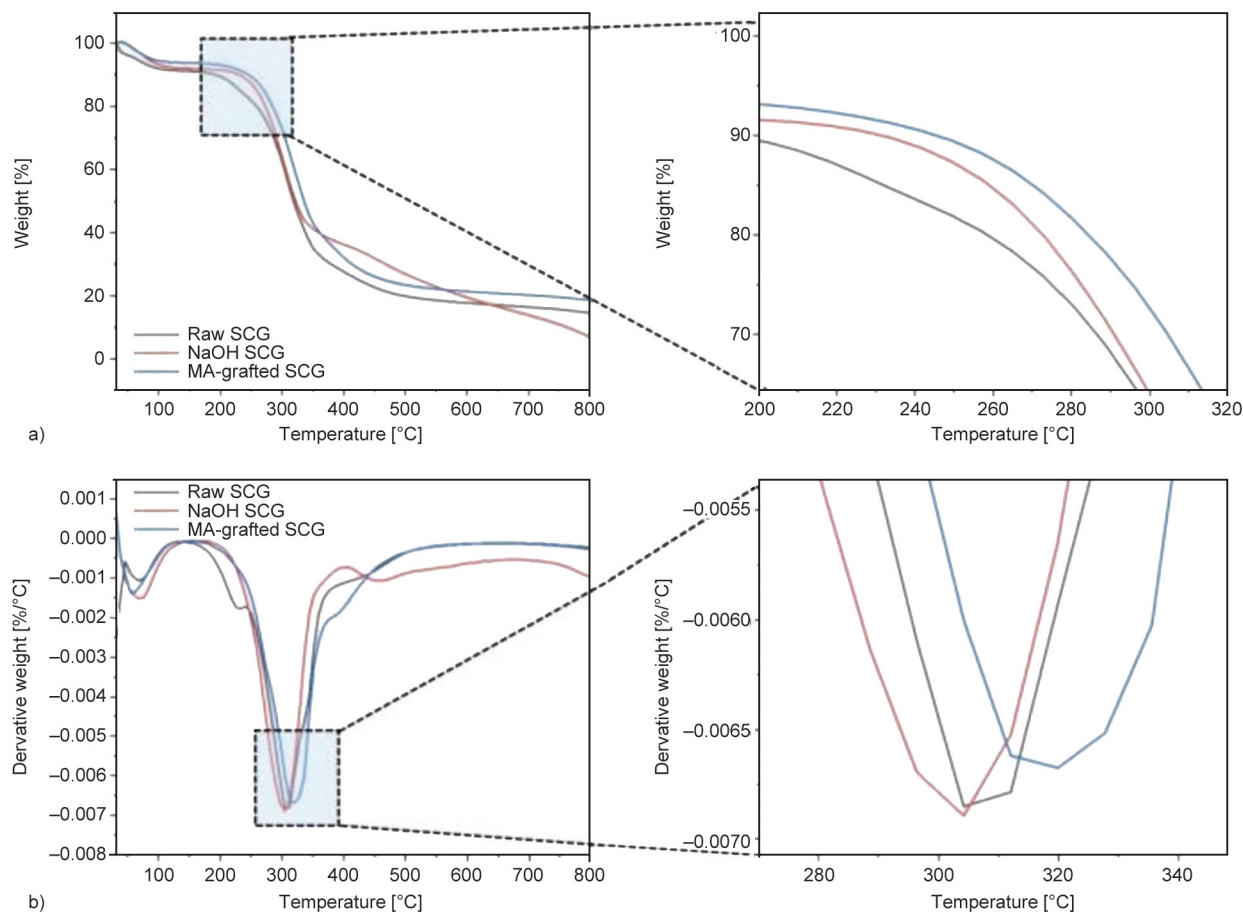 100
80
60
40
20
0
Weight [%]
Raw SCG
NaOH SCG
MA-grafted SCG
100 200 300 400 500 600 700 800
Temperature [°C]
a)
100
90
80
70
Weight [%]
200 220 240 260 280 300 320
Temperature [°C]
0.001
0.000
–0.001
–0.002
–0.003
–0.004
–0.005
–0.006
–0.007
–0.008
Dervative weight [%/°C]
Raw SCG
NaOH SCG
MA-grafted SCG
100 200 300 400 500 600 700 800
Temperature [°C]
b)
–0.0055
–0.0060
–0.0065
–0.0070
Dervative weight [%/°C]
280 300 320 340
Temperature [°C]